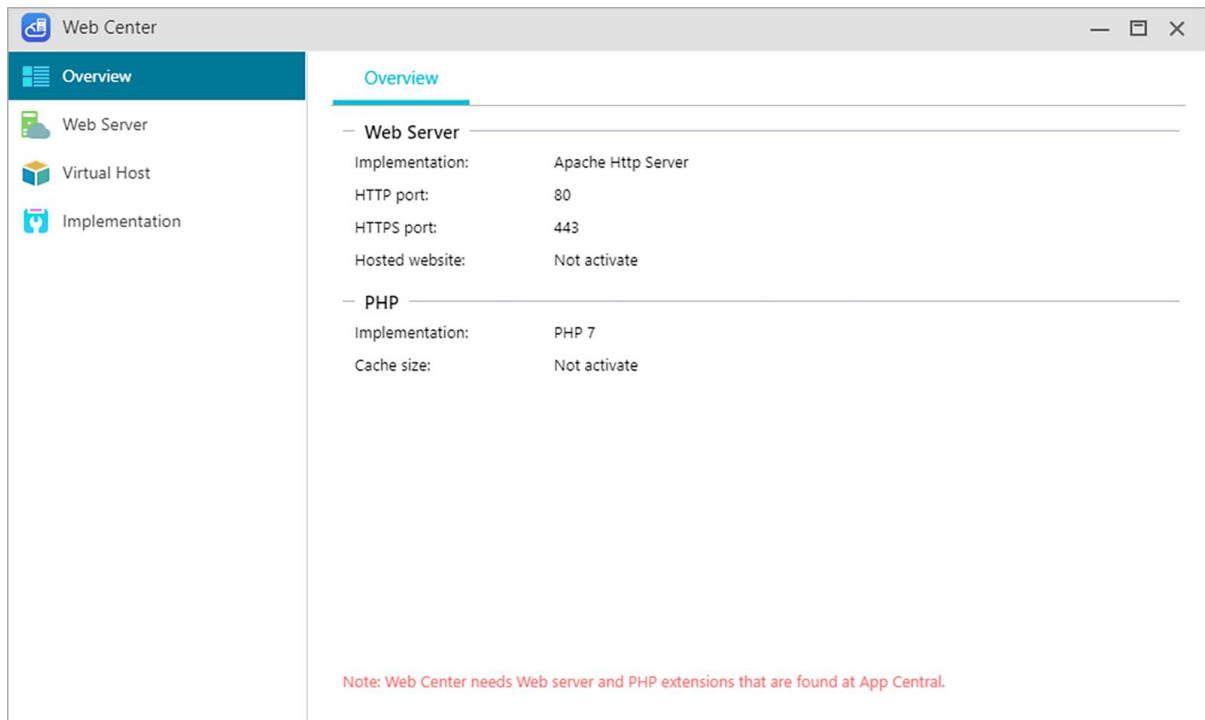 Web Center
Overview
Web Server
Virtual Host
Implementation
Overview
Web Server
Implementation: Apache Http Server
HTTP port: 80
HTTPS port: 443
Hosted website: Not activate
PHP
Implementation: PHP 7
Cache size: Not activate
Note: Web Center needs Web server and PHP extensions that are found at App Central.